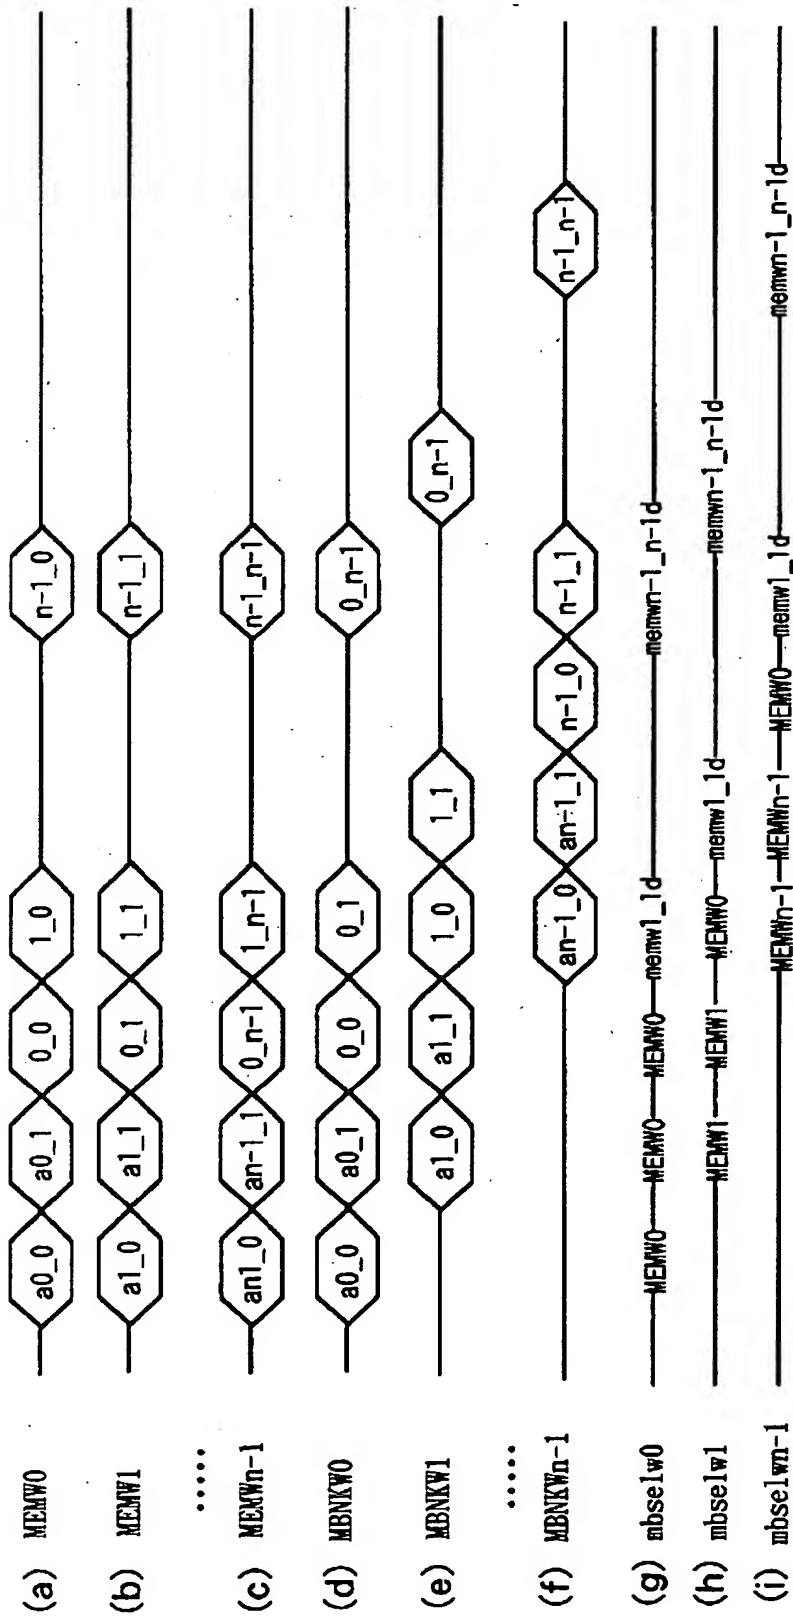 (a) MEMW0 a0_0 a0_1 0_0 1_0 n-1_0
(b) MEMW1 a1_0 a1_1 0_1 1_1 n-1_1
.....
(c) MEMWn-1 an1_0 an-1_1 0_n-1 1_n-1 n-1_n-1
(d) MBNKW0 a0_0 a0_1 0_0 0_1 0_n-1
(e) MBNKW1 a1_0 a1_1 1_0 1_1 0_n-1
.....
(f) MBNKWn-1 an-1_0 an-1_1 n-1_0 n-1_1 n-1_n-1
(g) mbselw0 MEMW0 MEMW0 MEMW0 memw1_1d memwn-1_n-1d
(h) mbselw1 MEMW1 MEMW1 MEMW0 memw1_1d memwn-1_n-1d
(i) mbselwn-1 MEMWn-1 MEMWn-1 MEMW0 memw1_1d memwn-1_n-1d